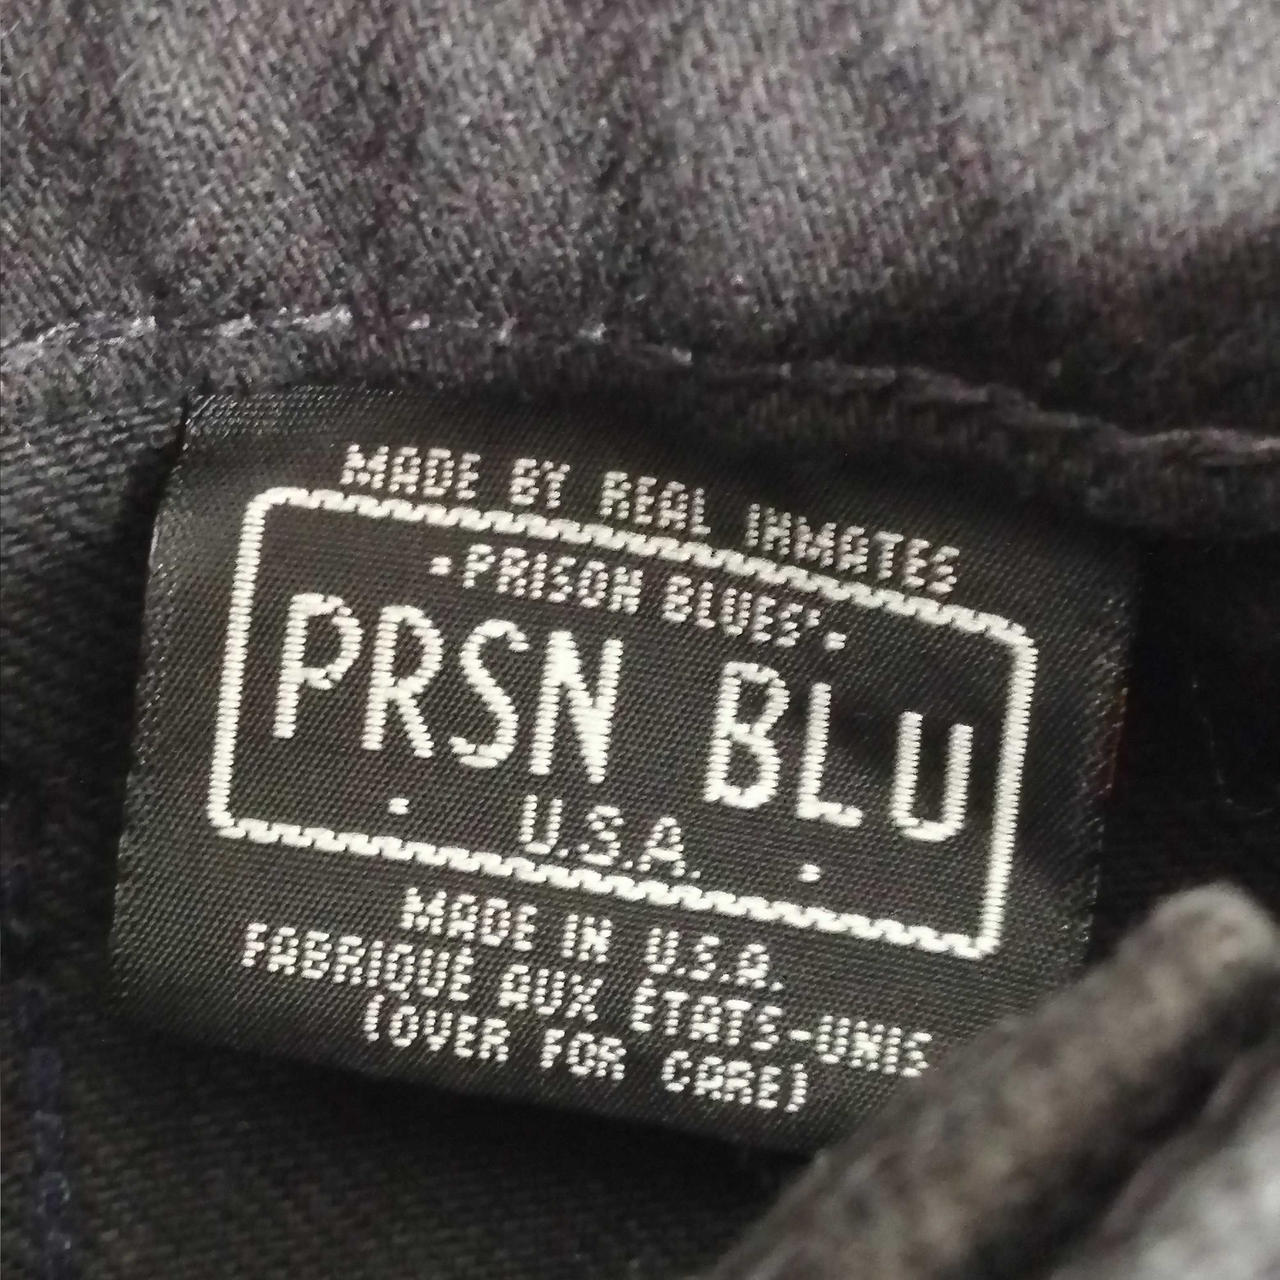 MADE BY REAL INMATES
•PRISON BLUES'•
PRSN BLU
• U.S.A. •
MADE IN U.S.A.
FABRIQUÉ AUX ÉTATS-UNIS
(OVER FOR CARE)